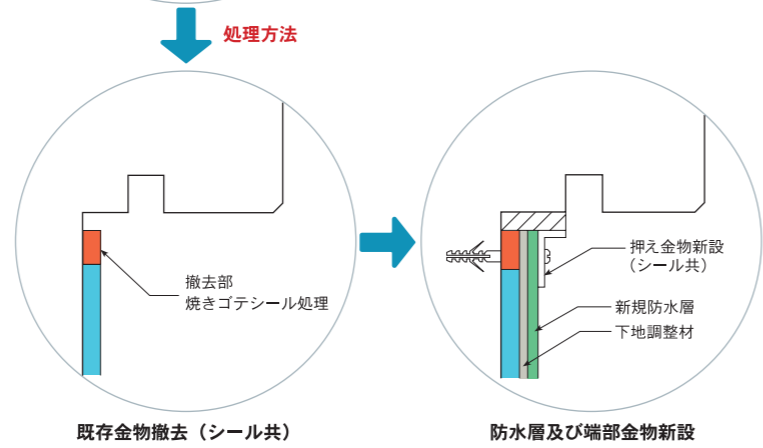 処理方法
撤去部
焼きゴテシール処理
既存金物撤去（シール共）
押え金物新設
（シール共）
新規防水層
下地調整材
防水層及び端部金物新設